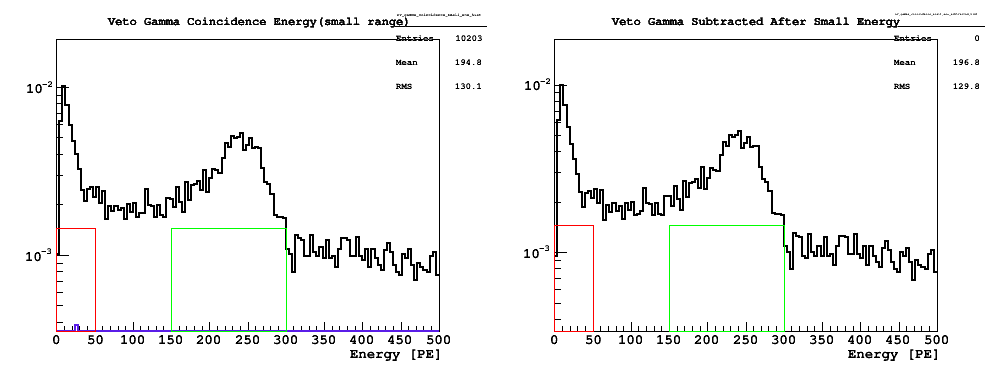 Veto Gamma Coincidence Energy(small range)
Entries 10203
Mean 194.8
RMS 130.1
10⁻²
10⁻³
0 50 100 150 200 250 300 350 400 450 500
Energy [PE]
Veto Gamma Subtracted After Small Energy
Entries 0
Mean 196.8
RMS 129.8
10⁻²
10⁻³
0 50 100 150 200 250 300 350 400 450 500
Energy [PE]